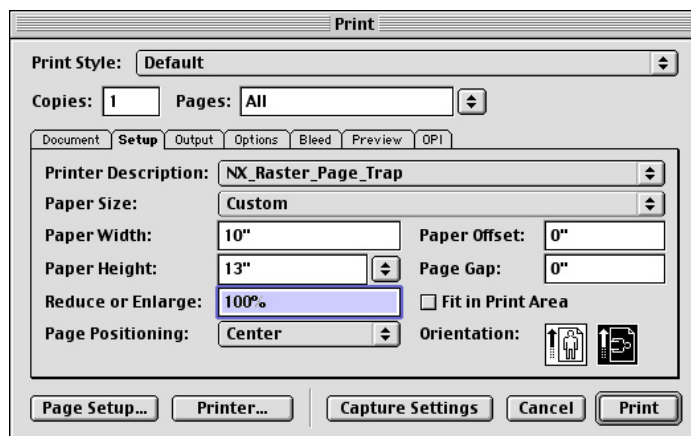 Print
Print Style: Default
Copies: 1 Pages: All
Document Setup Output Options Bleed Preview OPI
Printer Description: NX_Raster_Page_Trap
Paper Size: Custom
Paper Width: 10" Paper Offset: 0"
Paper Height: 13" Page Gap: 0"
Reduce or Enlarge: 100% Fit in Print Area
Page Positioning: Center Orientation:
Page Setup... Printer... Capture Settings Cancel Print